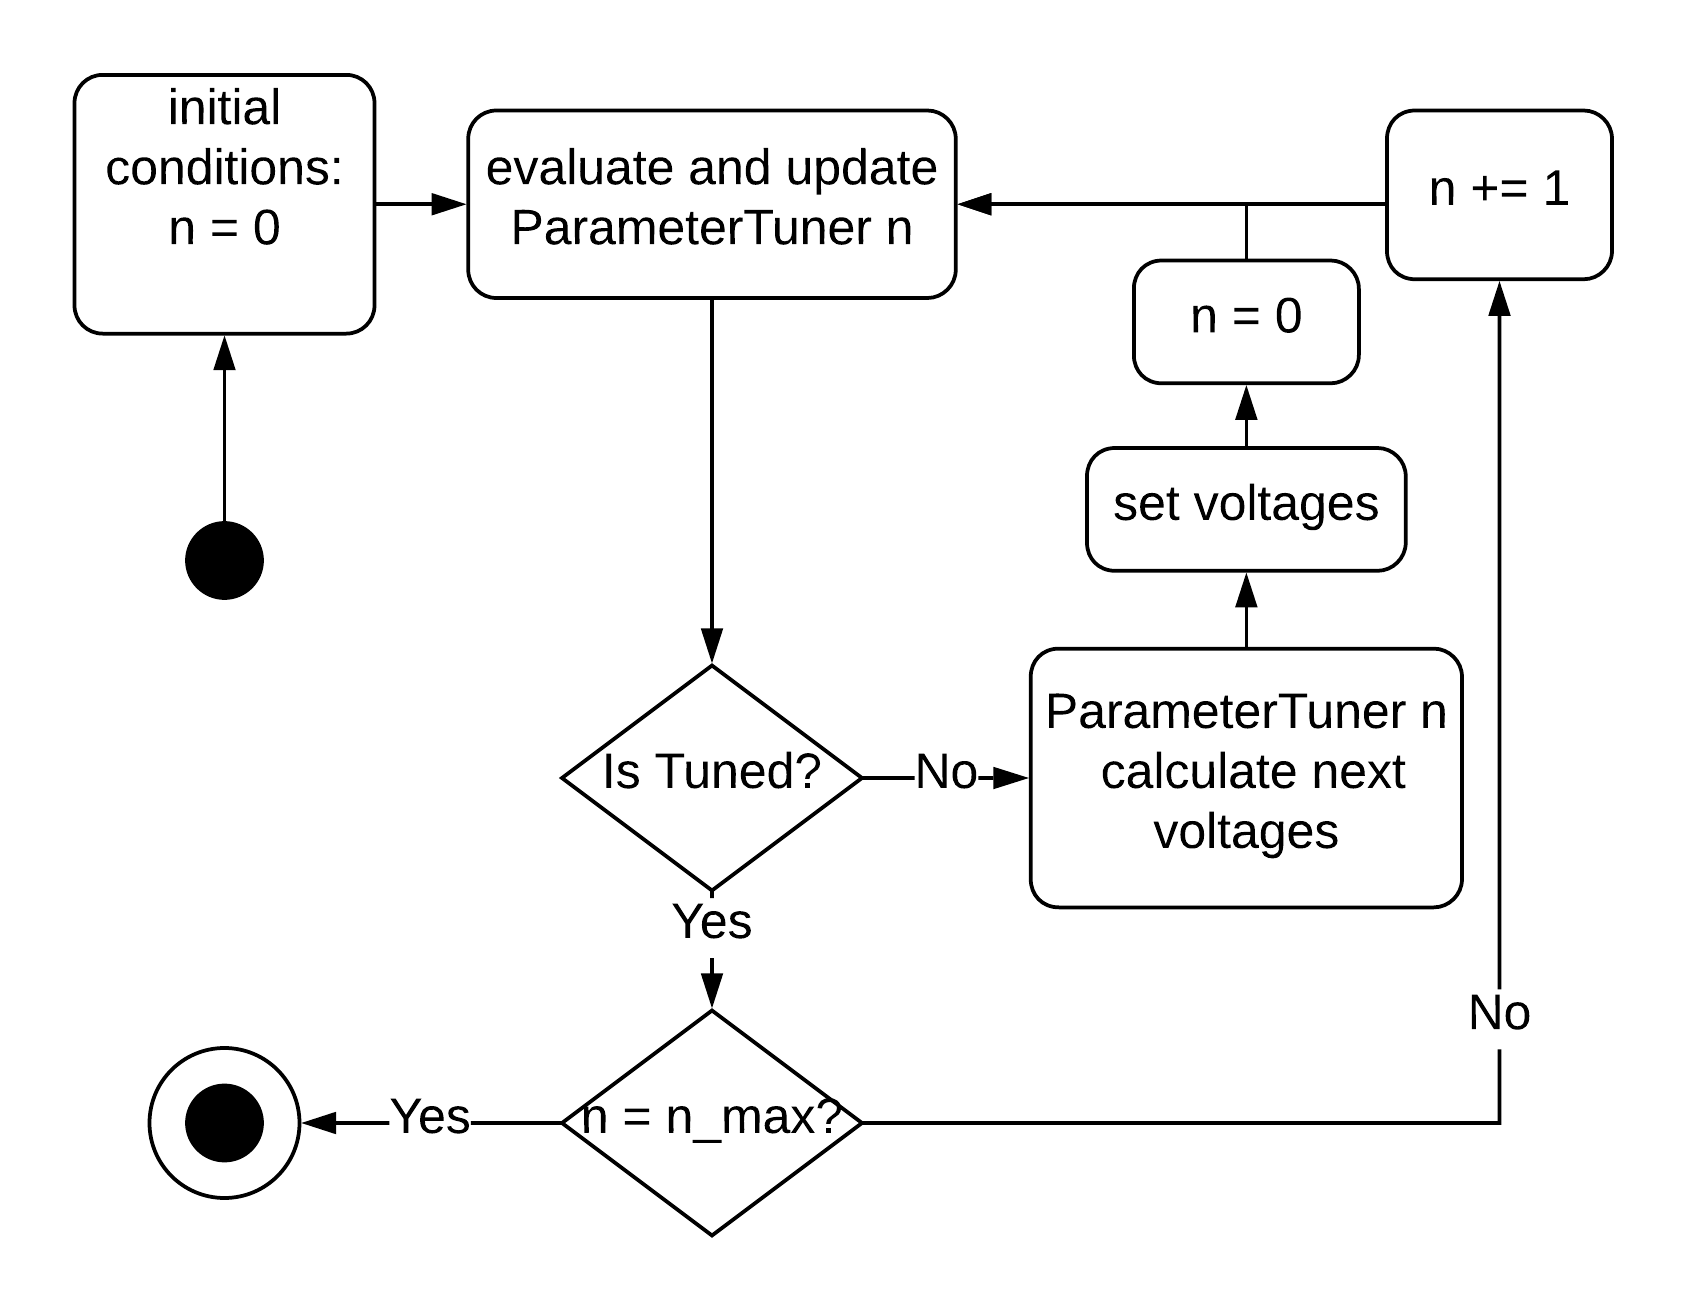 initial
conditions:
n = 0
evaluate and update
ParameterTuner n
n += 1
n = 0
set voltages
ParameterTuner n
calculate next
voltages
Is Tuned?
No
Yes
No
n = n_max?
Yes